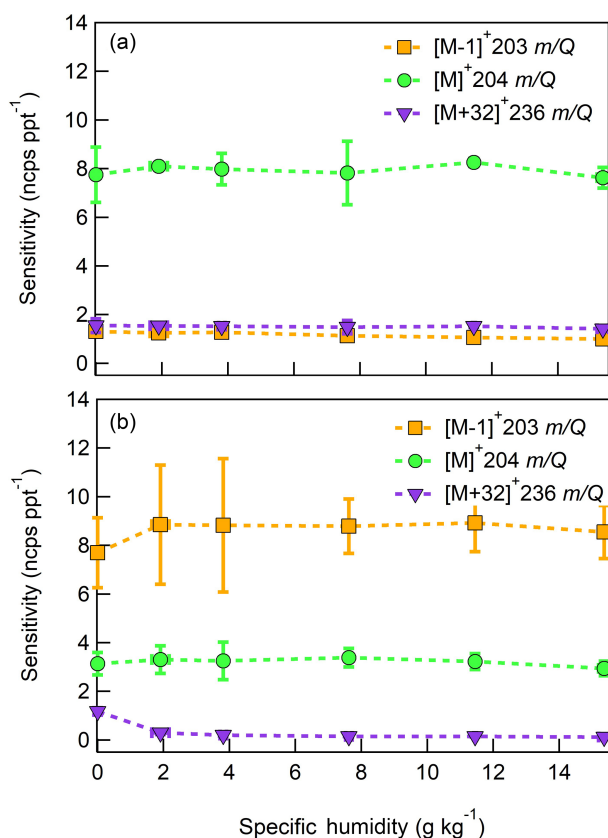 14
12
10
8
6
4
2
0
Sensitivity (ncps ppt⁻¹)
(a)
[M-1]⁺203 m/Q
[M]⁺204 m/Q
[M+32]⁺236 m/Q
14
12
10
8
6
4
2
0
Sensitivity (ncps ppt⁻¹)
(b)
[M-1]⁺203 m/Q
[M]⁺204 m/Q
[M+32]⁺236 m/Q
0 2 4 6 8 10 12 14
Specific humidity (g kg⁻¹)